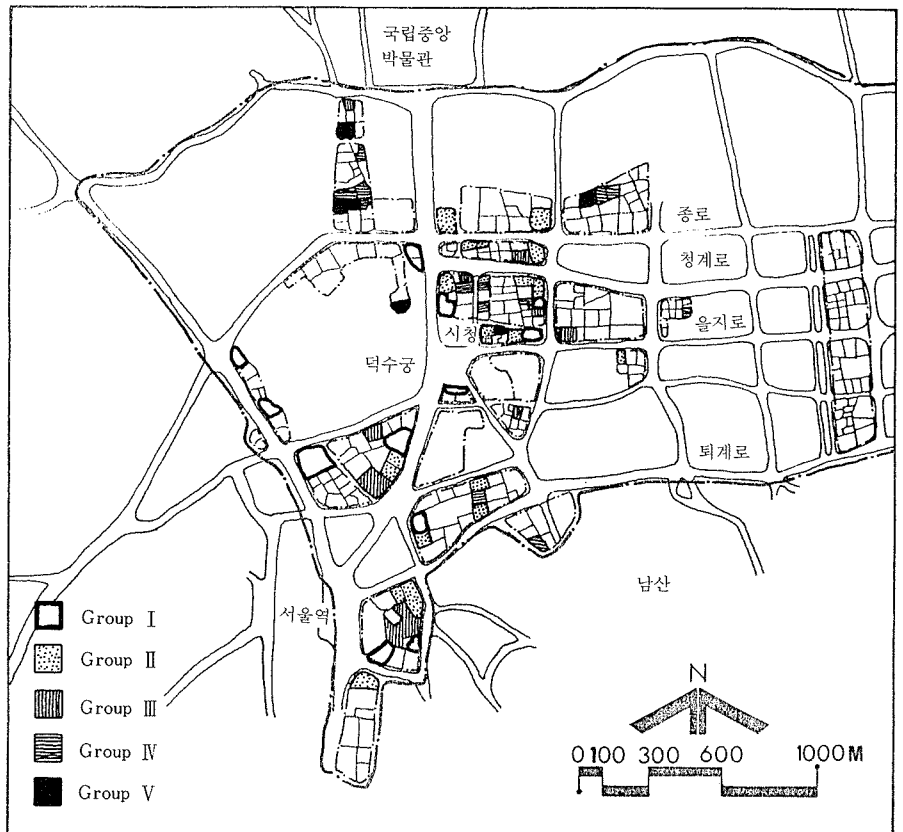 국립중앙
박물관
종로
청계로
시청
을지로
덕수궁
퇴계로
남산
서울역
Group Ⅰ
Group Ⅱ
Group Ⅲ
Group Ⅳ
Group Ⅴ
N
0 100 300 600 1000 M